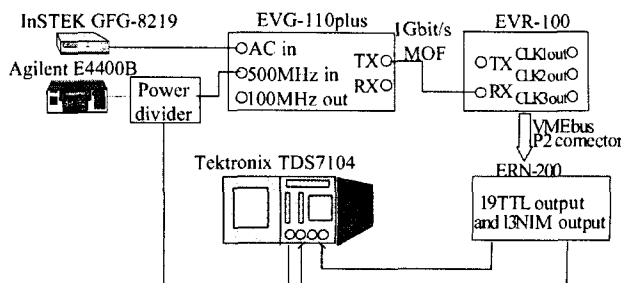 InSTEK GFG-8219
EVG-110plus
1Gbit/s
MOF
EVR-100
AC in
500MHz in
100MHz out
TX
RX
TX
RX
CLK1out
CLK2out
CLK3out
Agilent E4400B
Power
divider
VMEbus
P2 connector
Tektronix TDS7104
ERN-200
19TTL output
and 13NIM output